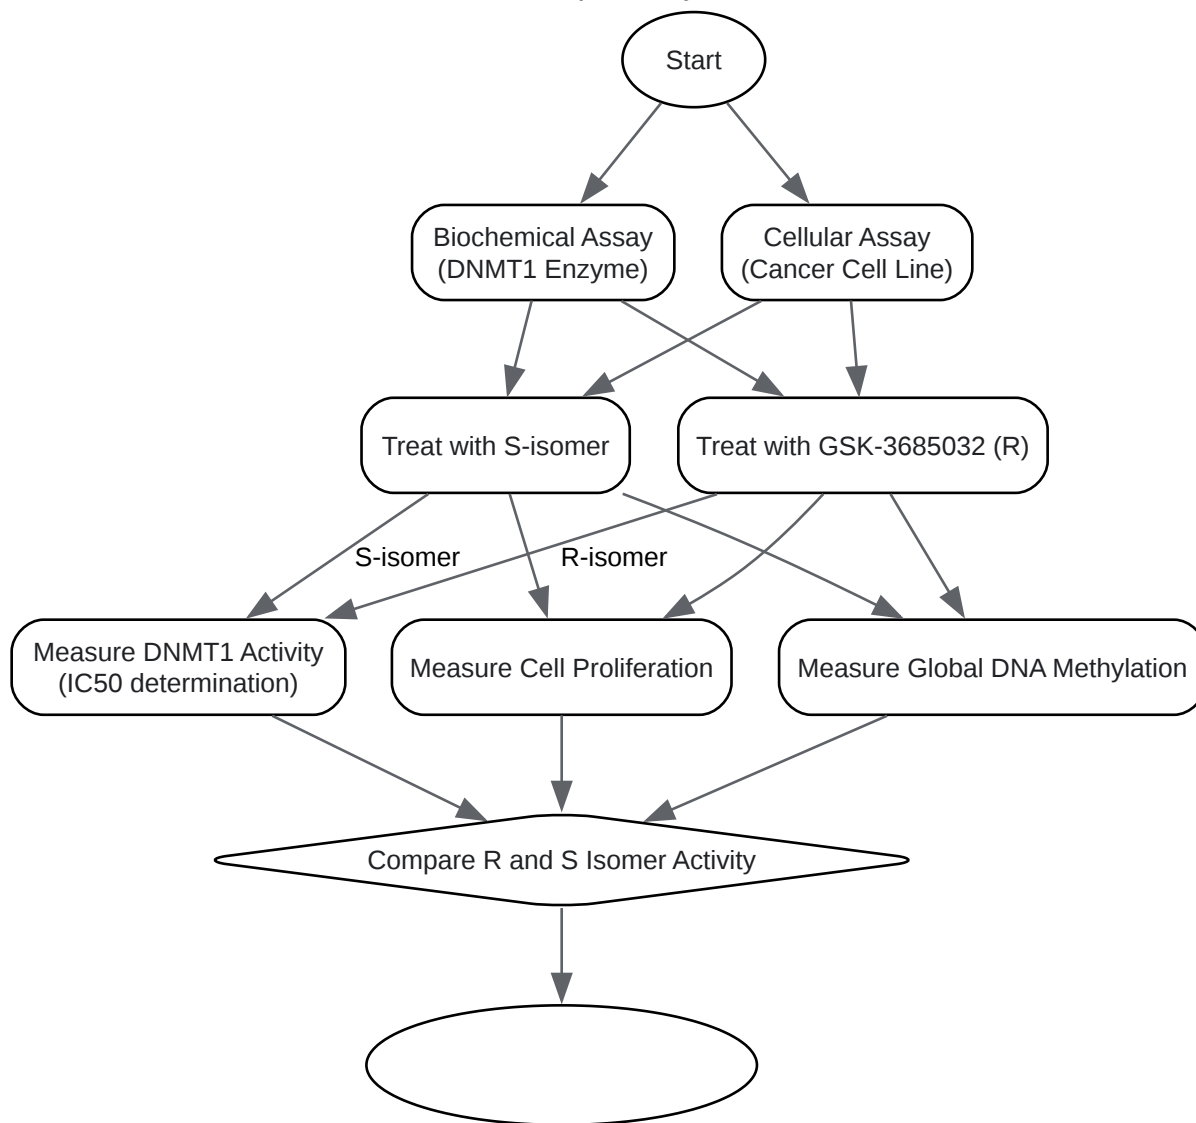 Start
Biochemical Assay
(DNMT1 Enzyme)
Cellular Assay
(Cancer Cell Line)
Treat with S-isomer
Treat with GSK-3685032 (R)
S-isomer
R-isomer
Measure DNMT1 Activity
(IC50 determination)
Measure Cell Proliferation
Measure Global DNA Methylation
Compare R and S Isomer Activity